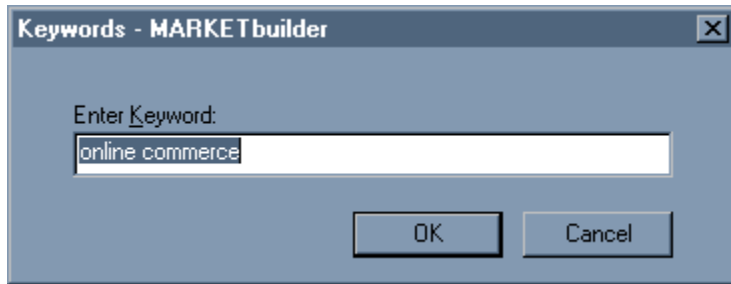 Keywords - MARKETbuilder
Enter Keyword:
online commerce
OK
Cancel